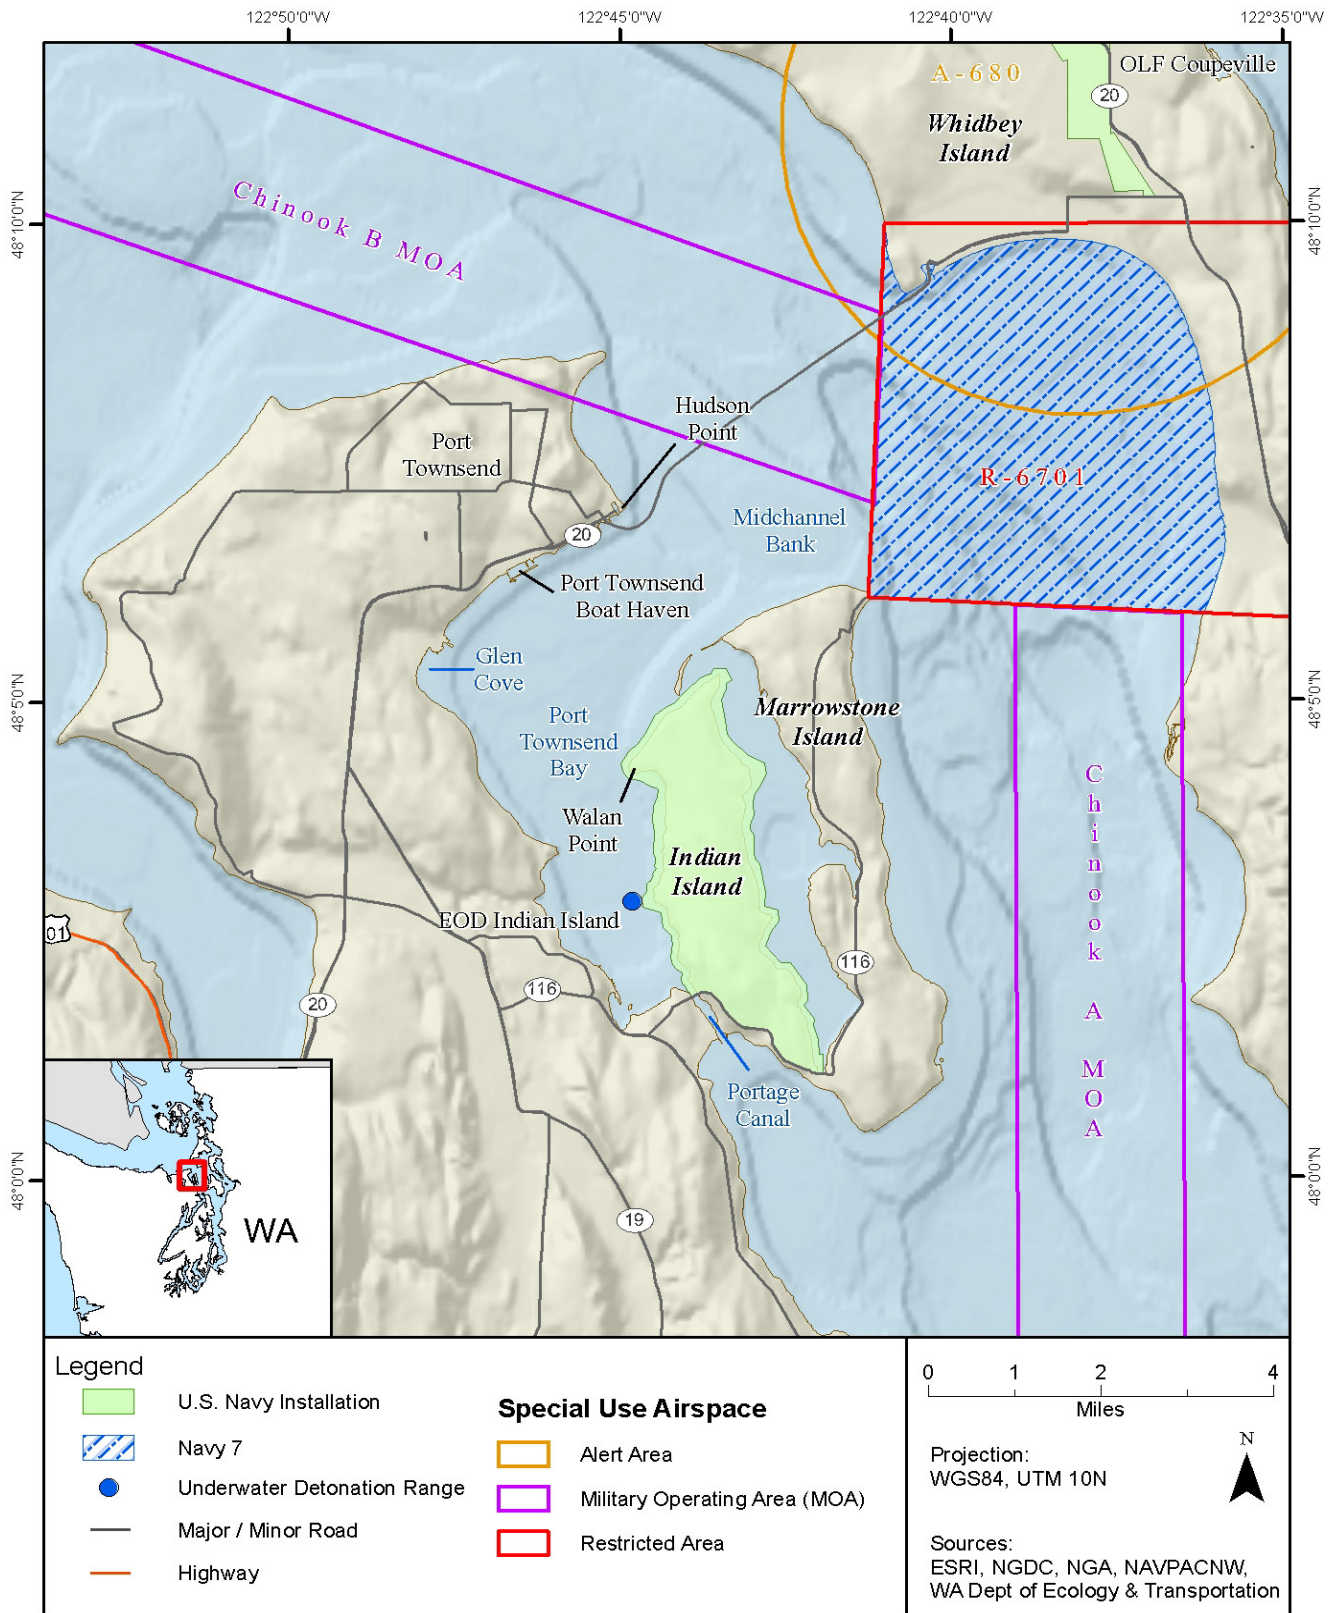 122°50'0"W
122°45'0"W
122°40'0"W
122°35'0"W
48°10'0"N
48°10'0"N
48°5'0"N
48°5'0"N
48°0'0"N
48°0'0"N
A-680
OLF Coupeville
20
Whidbey
Island
Chinook B MOA
Hudson
Point
Port
Townsend
R-6701
Midchannel
Bank
20
Port Townsend
Boat Haven
Glen
Cove
Marrowstone
Island
Port
Townsend
Bay
Walan
Point
Chinook A MOA
Indian
Island
EOD Indian Island
01
116
116
20
Portage
Canal
19
WA
Legend
U.S. Navy Installation
Navy 7
Underwater Detonation Range
Major / Minor Road
Highway
Special Use Airspace
Alert Area
Military Operating Area (MOA)
Restricted Area
0 1 2 4
Miles
Projection:
WGS84, UTM 10N
N
Sources:
ESRI, NGDC, NGA, NAVPACNW,
WA Dept of Ecology & Transportation